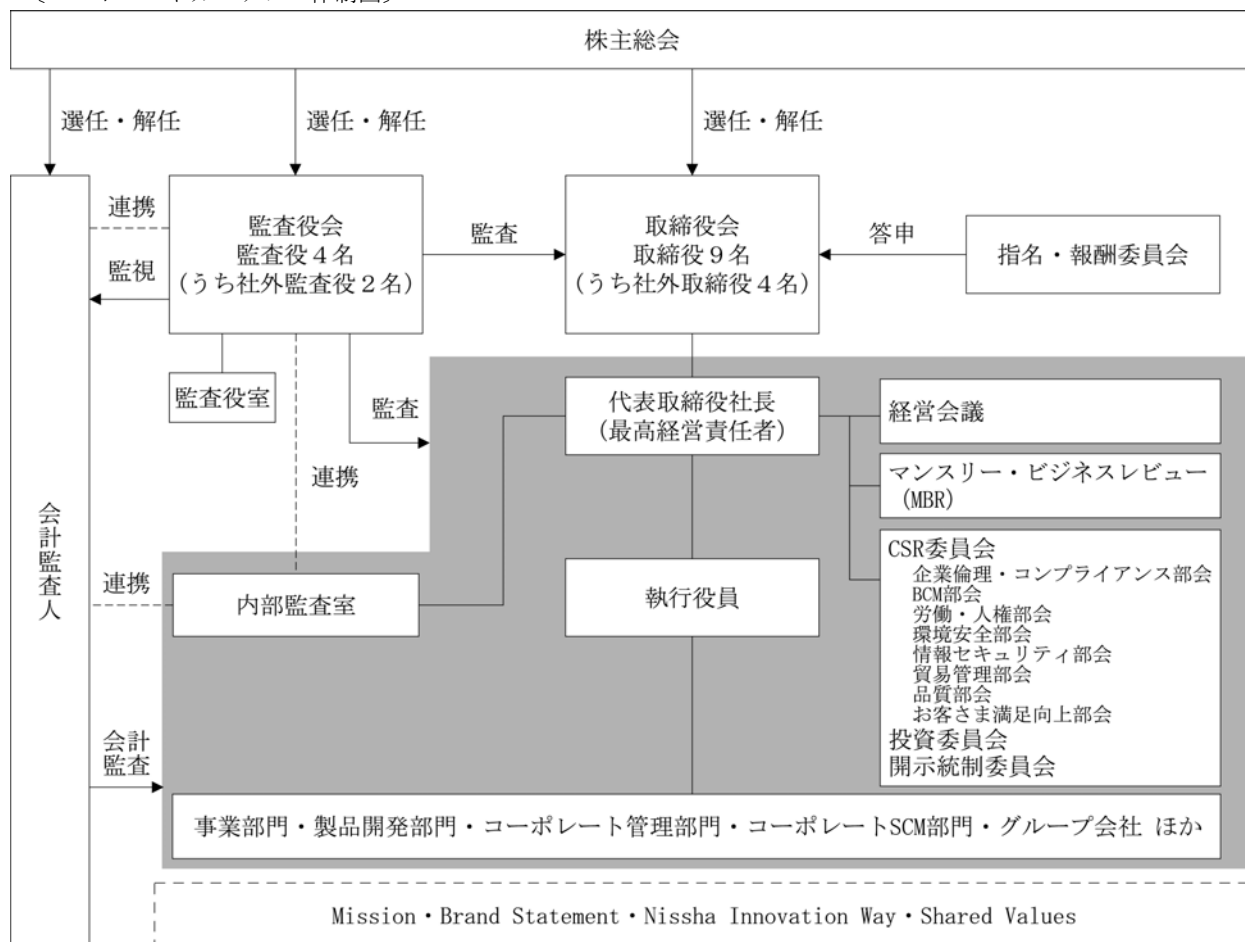 株主総会
選任・解任
選任・解任
選任・解任
連携
監視
監査役会
監査役4名
(うち社外監査役2名)
監査
取締役会
取締役9名
(うち社外取締役4名)
答申
指名・報酬委員会
監査役室
監査
連携
代表取締役社長
(最高経営責任者)
経営会議
マンスリー・ビジネスレビュー
(MBR)
会計監査人
連携
内部監査室
執行役員
CSR委員会
企業倫理・コンプライアンス部会
BCM部会
労働・人権部会
環境安全部会
情報セキュリティ部会
貿易管理部会
品質部会
お客さま満足向上部会
投資委員会
開示統制委員会
会計
監査
事業部門・製品開発部門・コーポレート管理部門・コーポレートSCM部門・グループ会社 ほか
Mission・Brand Statement・Nissha Innovation Way・Shared Values